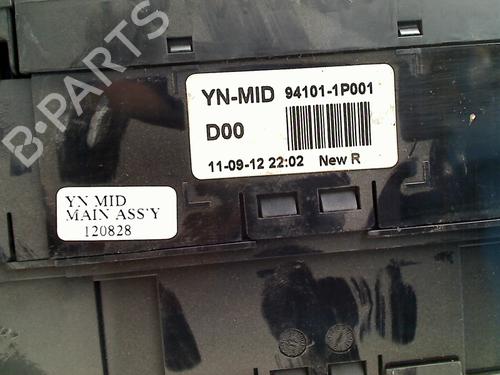 B-PARTS
YN-MID 94101-1P001
D00
11-09-12 22:02 New R
YN MID
MAIN ASS'Y
120828